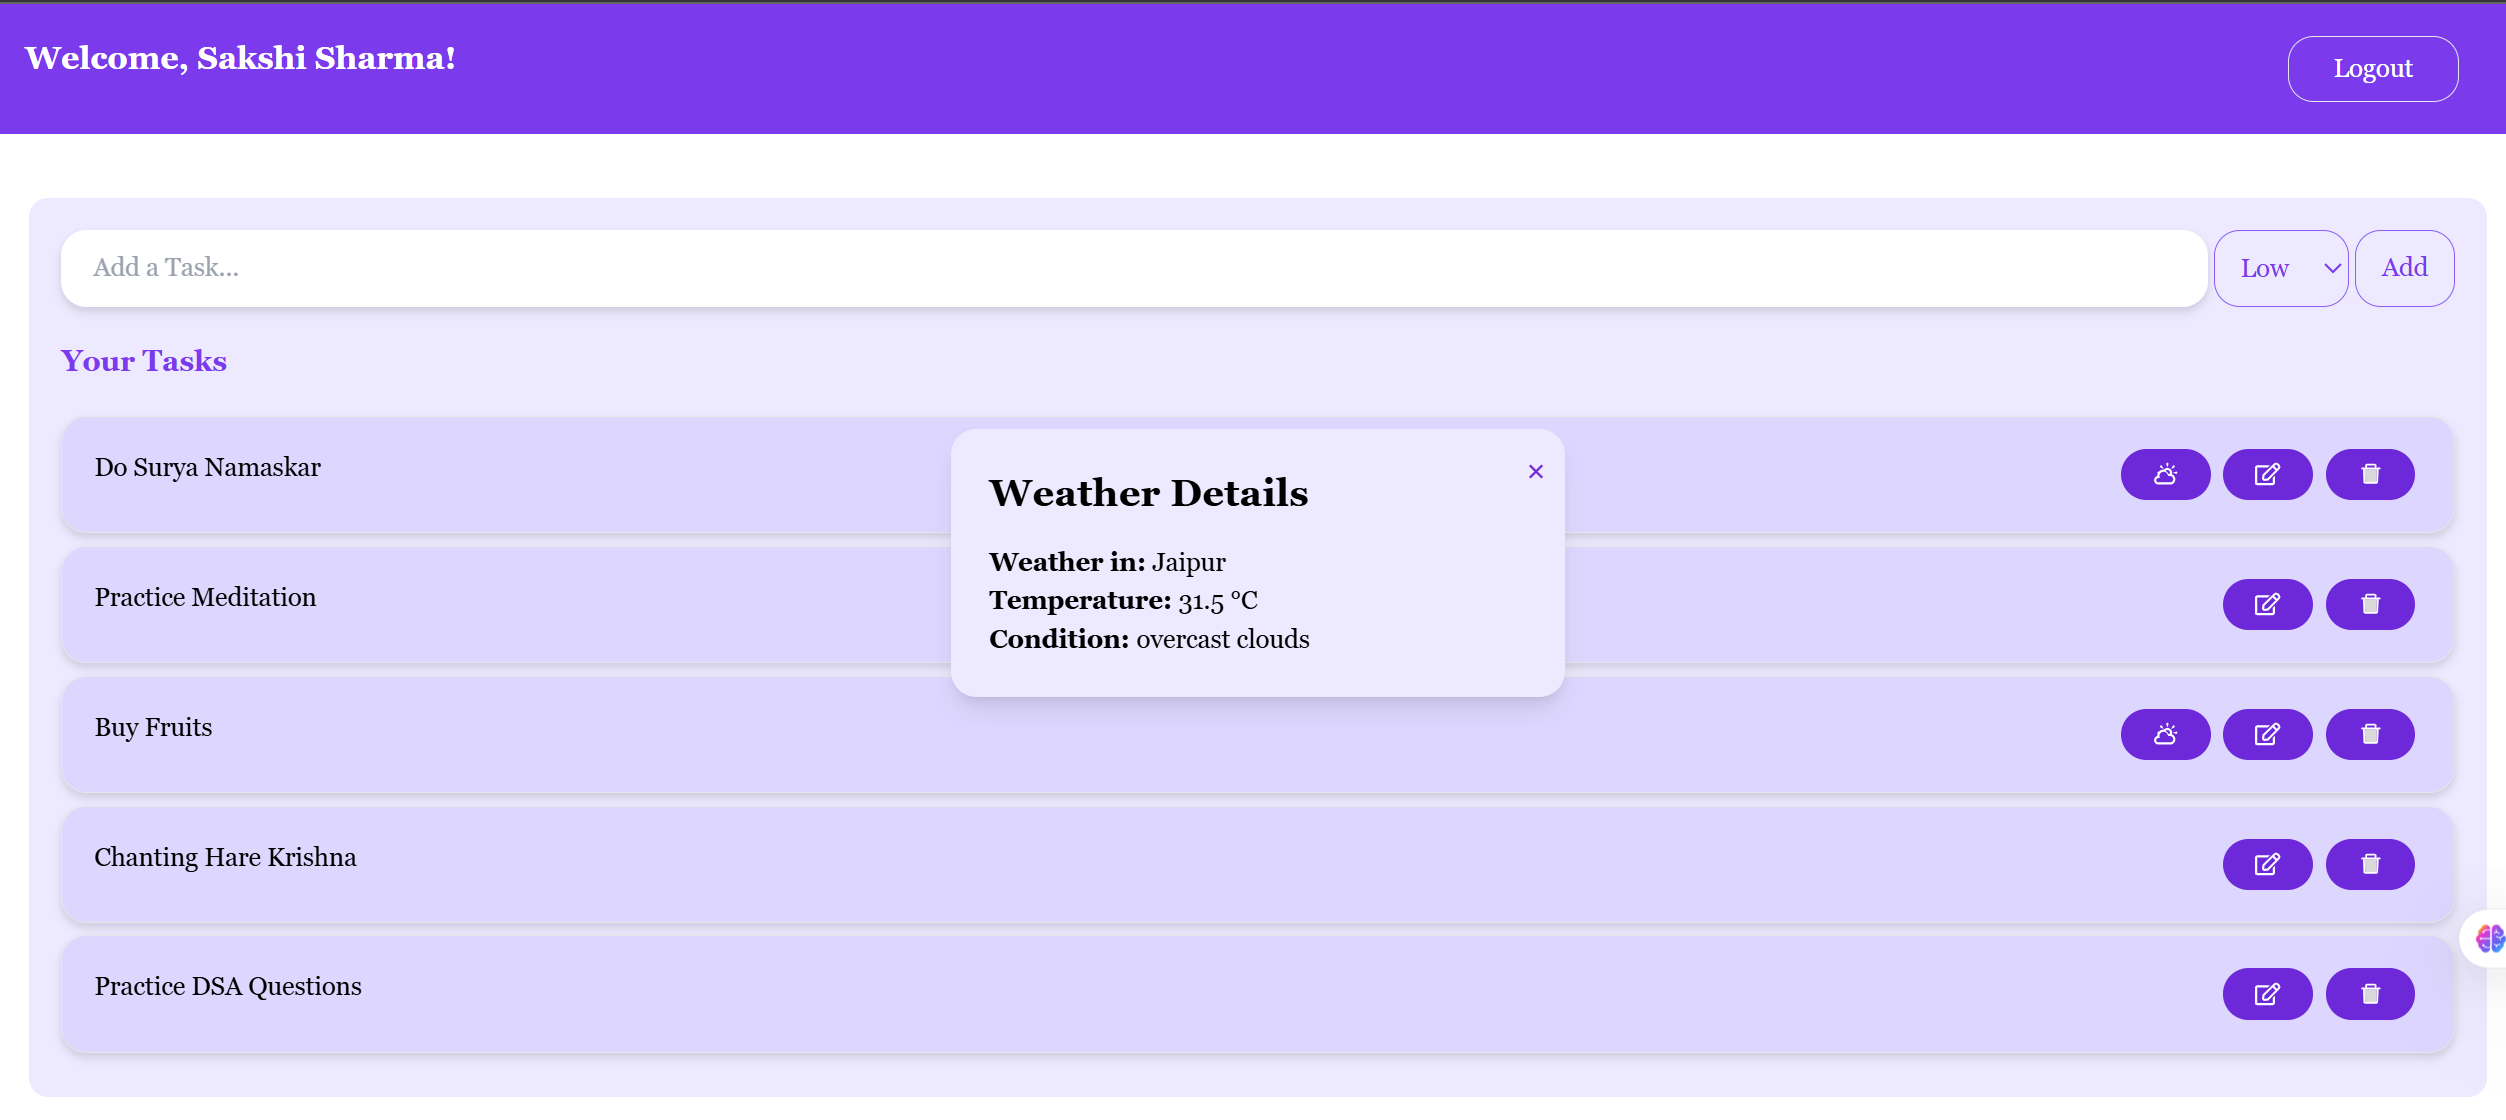 Welcome, Sakshi Sharma!
Logout
Add a Task...
Low
Add
Your Tasks
Do Surya Namaskar
Weather Details
Weather in: Jaipur
Temperature: 31.5 °C
Condition: overcast clouds
Practice Meditation
Buy Fruits
Chanting Hare Krishna
Practice DSA Questions